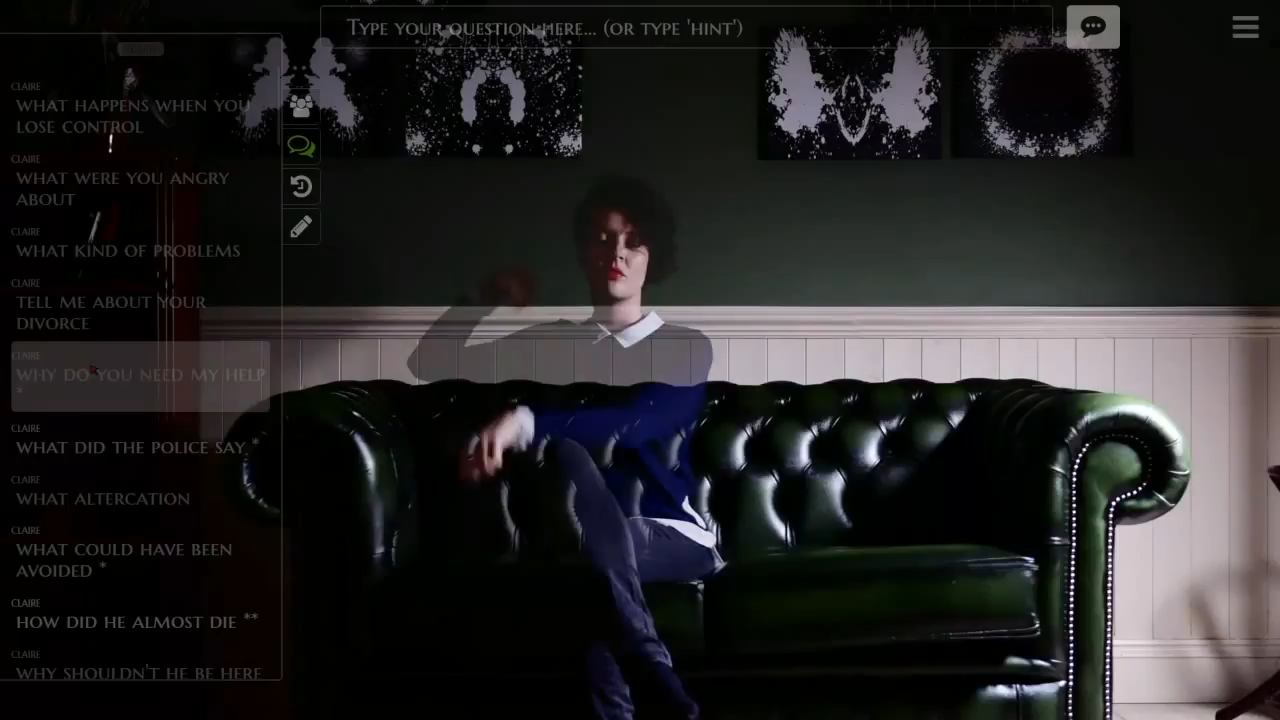 Type your question here... (or type 'hint')
CLAIRE
WHAT HAPPENS WHEN YOU
LOSE CONTROL
CLAIRE
WHAT WERE YOU ANGRY
ABOUT
CLAIRE
WHAT KIND OF PROBLEMS
CLAIRE
TELL ME ABOUT YOUR
DIVORCE
CLAIRE
WHY DO YOU NEED MY HELP
*
CLAIRE
WHAT DID THE POLICE SAY *
CLAIRE
WHAT ALTERCATION
CLAIRE
WHAT COULD HAVE BEEN
AVOIDED *
CLAIRE
HOW DID HE ALMOST DIE **
CLAIRE
WHY SHOULDN'T HE BE HERE